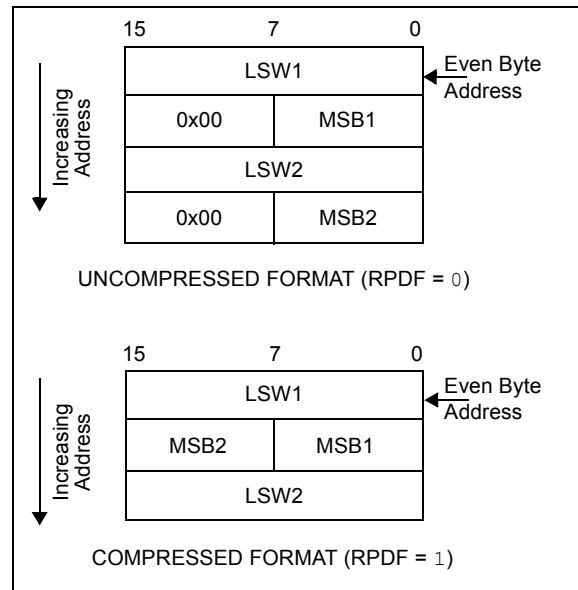 15 7 0
LSW1
Even Byte
Address
0x00 MSB1
LSW2
0x00 MSB2
Increasing
Address
UNCOMPRESSED FORMAT (RPDF = 0)
15 7 0
LSW1
Even Byte
Address
MSB2 MSB1
LSW2
Increasing
Address
COMPRESSED FORMAT (RPDF = 1)